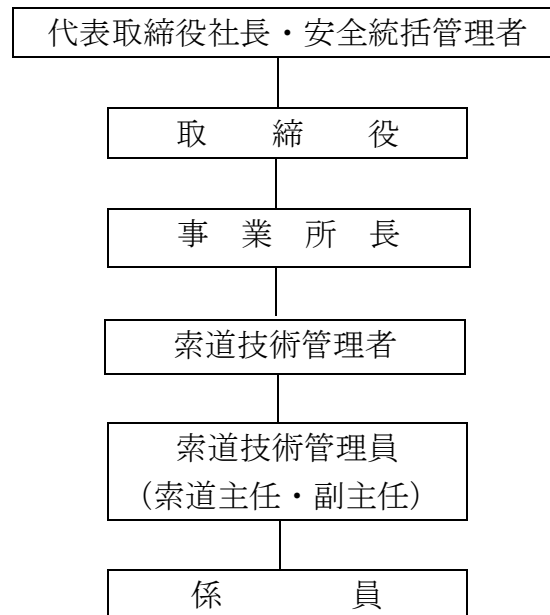 代表取締役社長・安全統括管理者
取　締　役
事　業　所　長
索道技術管理者
索道技術管理員
（索道主任・副主任）
係　　員